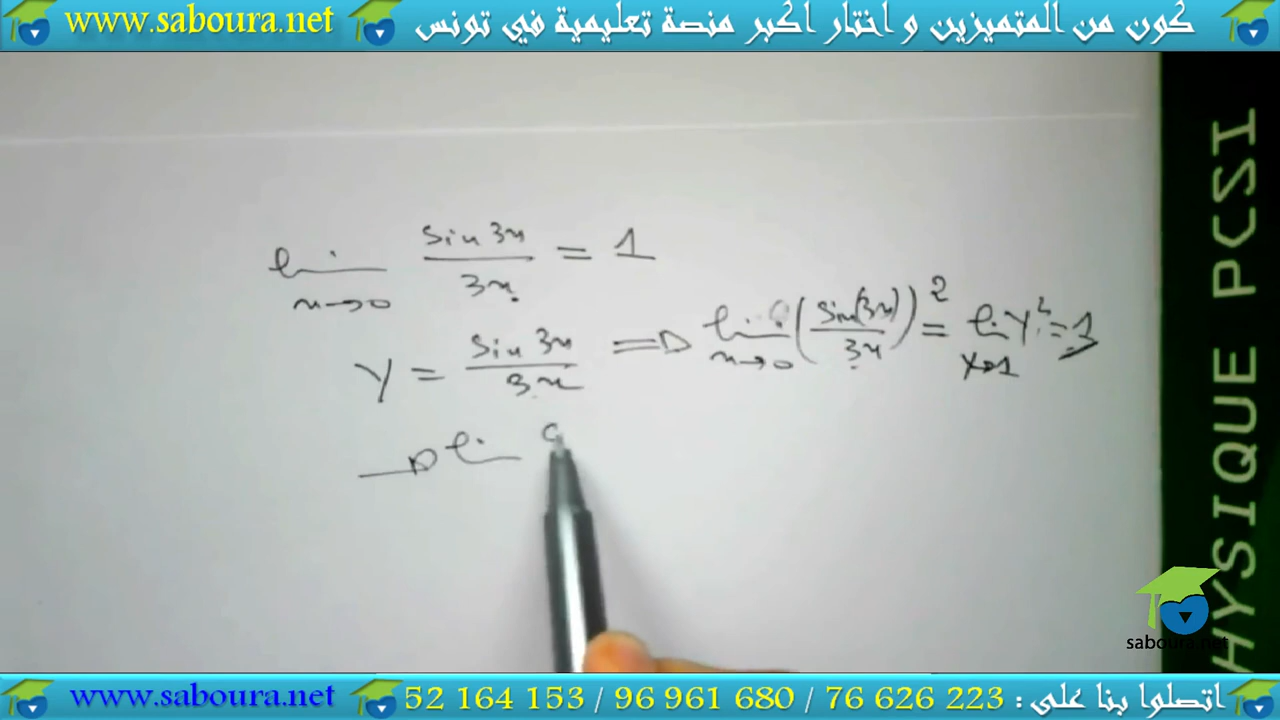 www.saboura.net كون من المتميزين و اختار اكبر منصة تعليمية في تونس
lim sin 3x / 3x = 1
x→0
Y = sin 3x / 3x ⇒ lim (sin(3x) / 3x)² = lim Y² = 1
x→0 Y→1
→ lim 9
PHYSIQUE PCSI
saboura.net
www.saboura.net 52 164 153 / 96 961 680 / 76 626 223 : اتصلوا بنا على